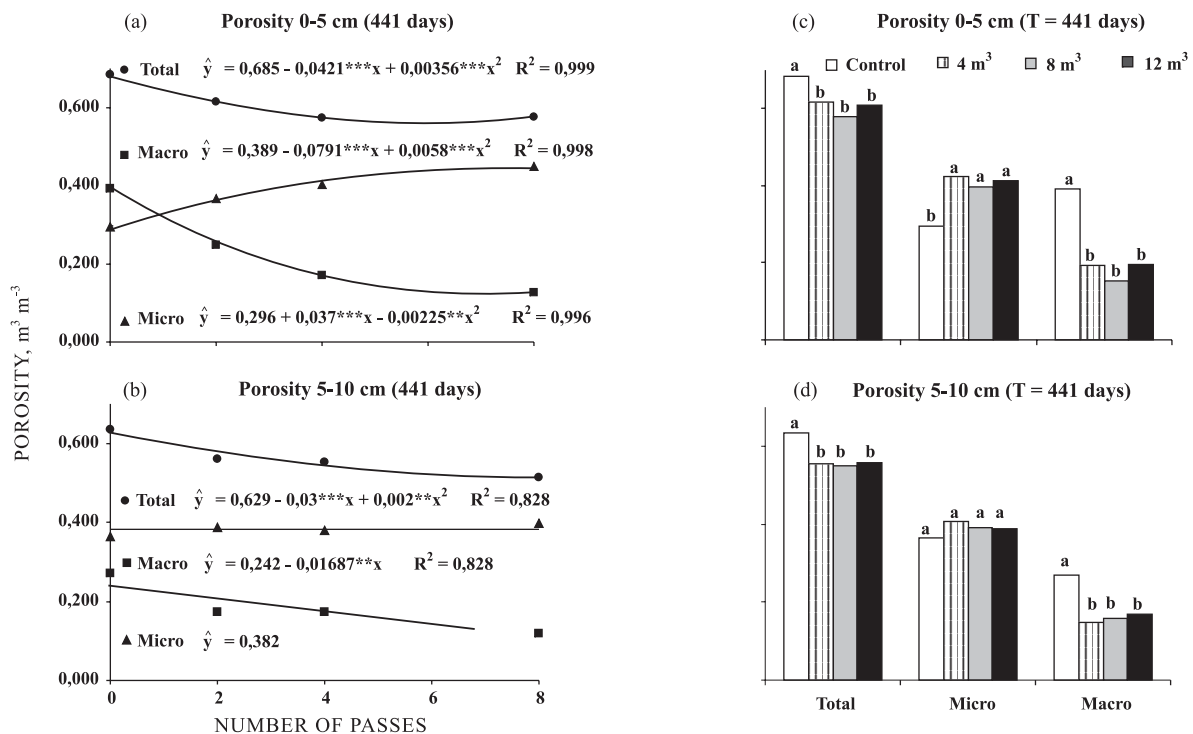 POROSITY, m³ m⁻³
(a) Porosity 0-5 cm (441 days)
Total ŷ = 0,685 - 0,0421***x + 0,00356***x² R² = 0,999
0,600
Macro ŷ = 0,389 - 0,0791***x + 0,0058***x² R² = 0,998
0,400
0,200
Micro ŷ = 0,296 + 0,037***x - 0,00225**x² R² = 0,996
0,000
(b) Porosity 5-10 cm (441 days)
0,600
Total ŷ = 0,629 - 0,03***x + 0,002**x² R² = 0,828
0,400
Macro ŷ = 0,242 - 0,01687**x R² = 0,828
0,200
Micro ŷ = 0,382
0,000
0 2 4 6 8
NUMBER OF PASSES
(c) Porosity 0-5 cm (T = 441 days)
Control 4 m³ 8 m³ 12 m³
a b b b
b a a a
a b b b
(d) Porosity 5-10 cm (T = 441 days)
a b b b
a a a a
a b b b
Total Micro Macro